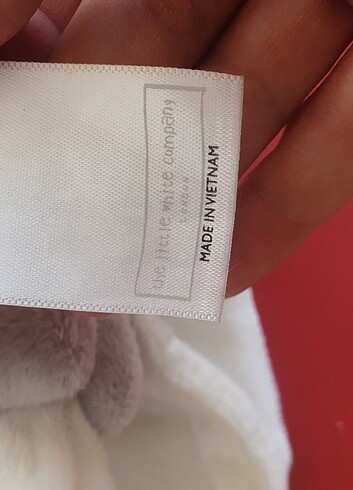 the little white company
LONDON
MADE IN VIETNAM